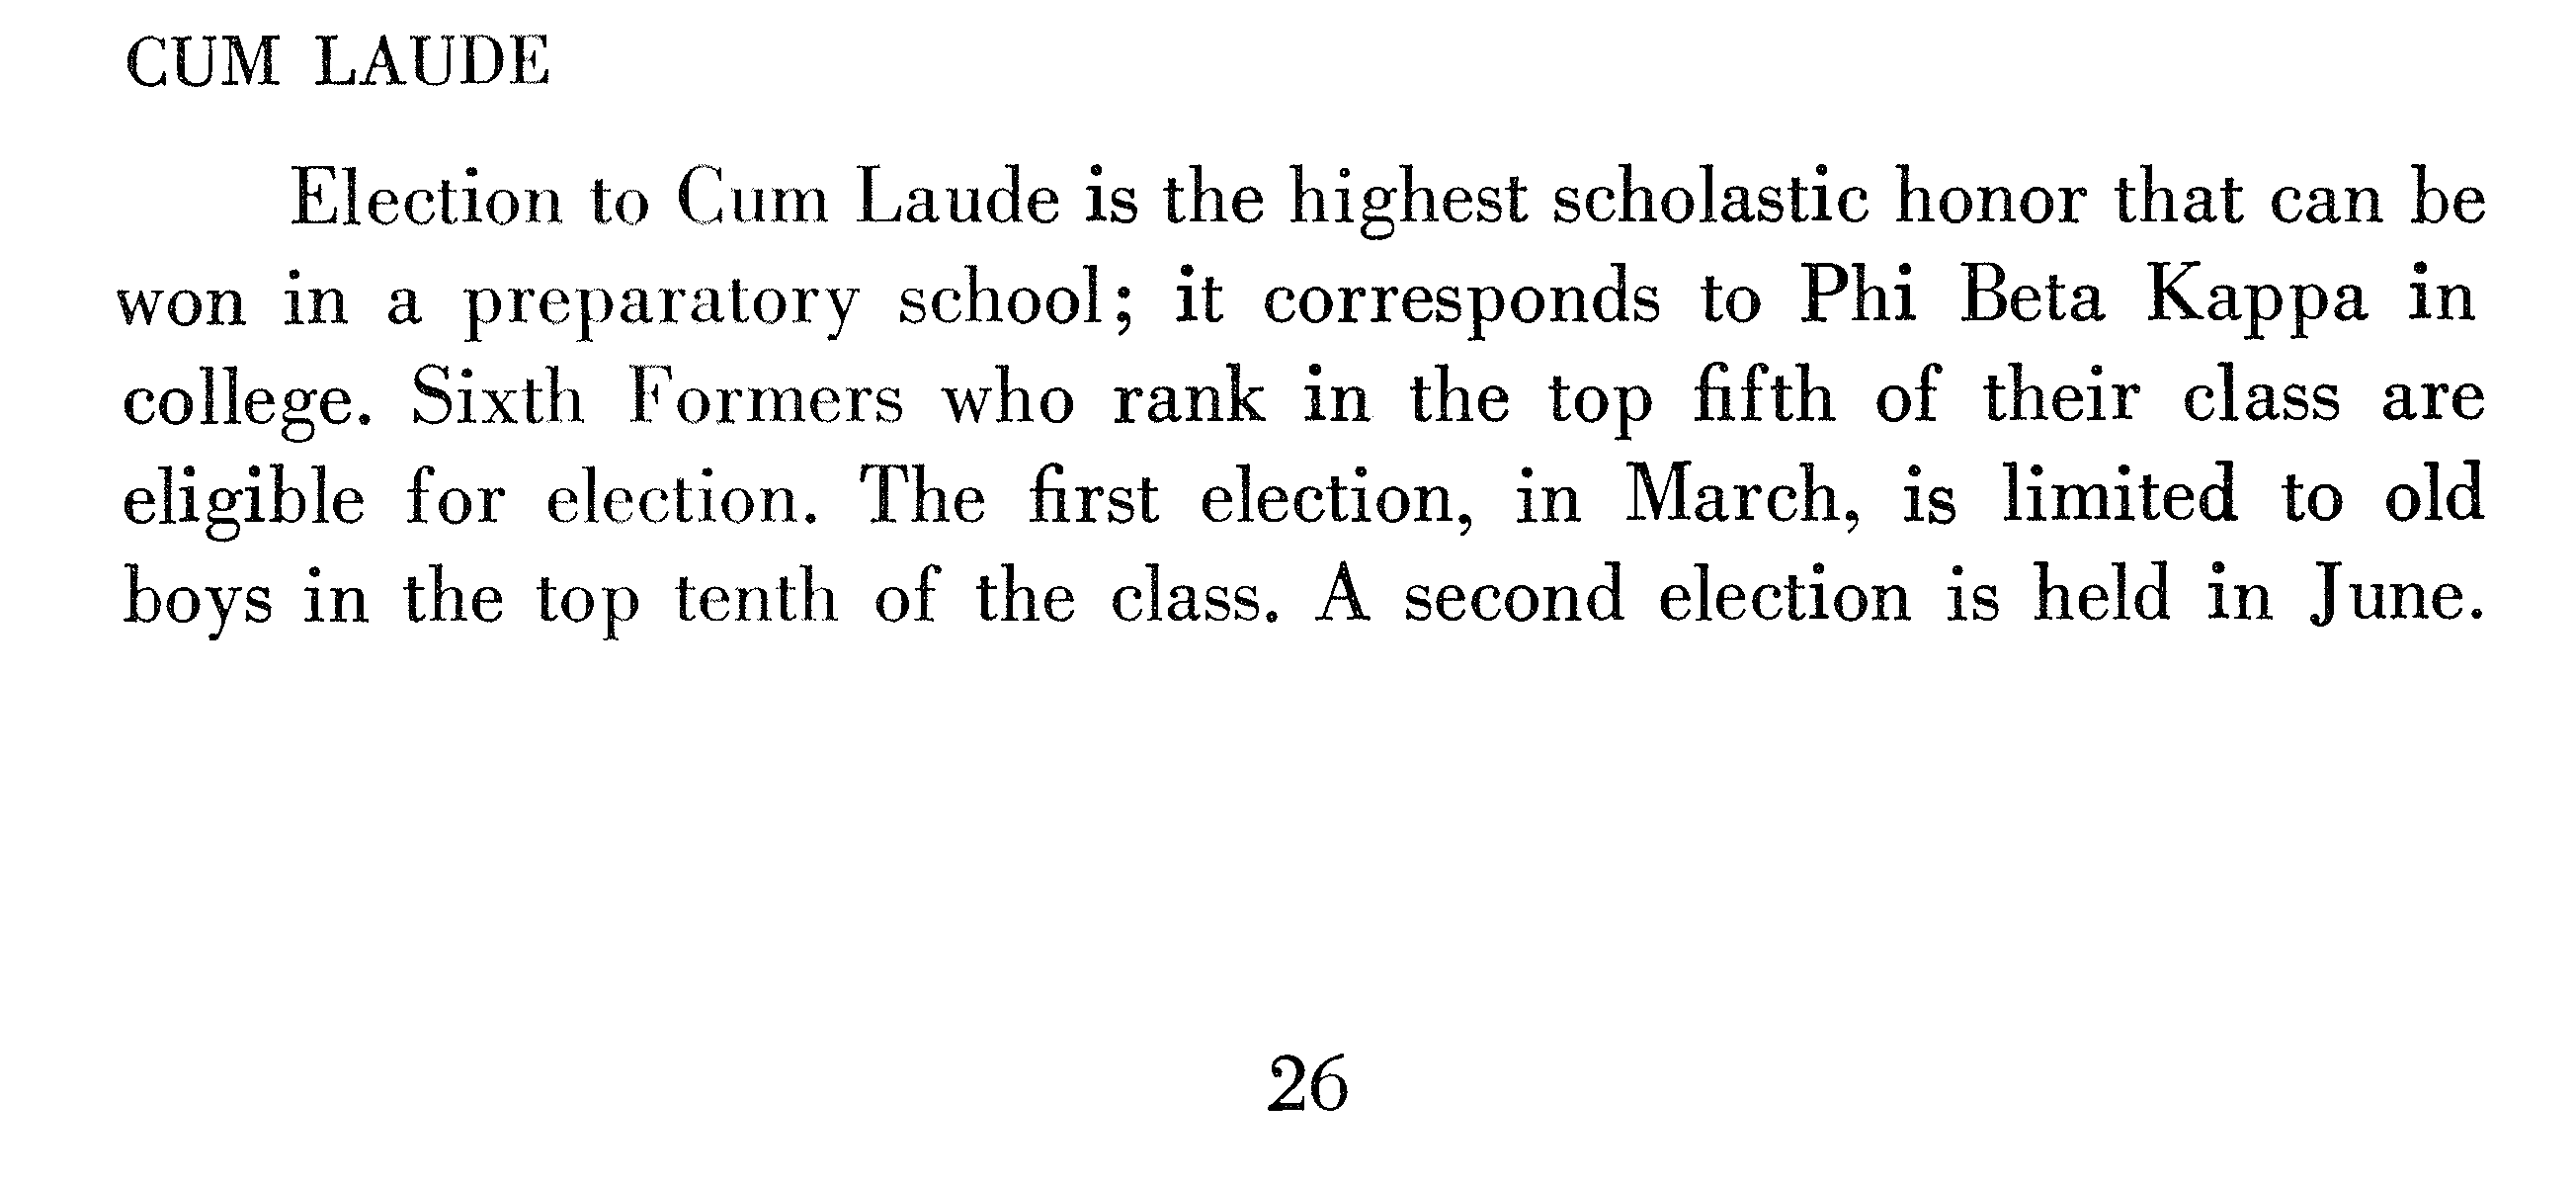 CUM LAUDE
Election to Cum Laude is the highest scholastic honor that can be
won in a preparatory school; it corresponds to Phi Beta Kappa in
college. Sixth Formers who rank in the top fifth of their class are
eligible for election. The first election, in March, is limited to old
boys in the top tenth of the class. A second election is held in June.
26